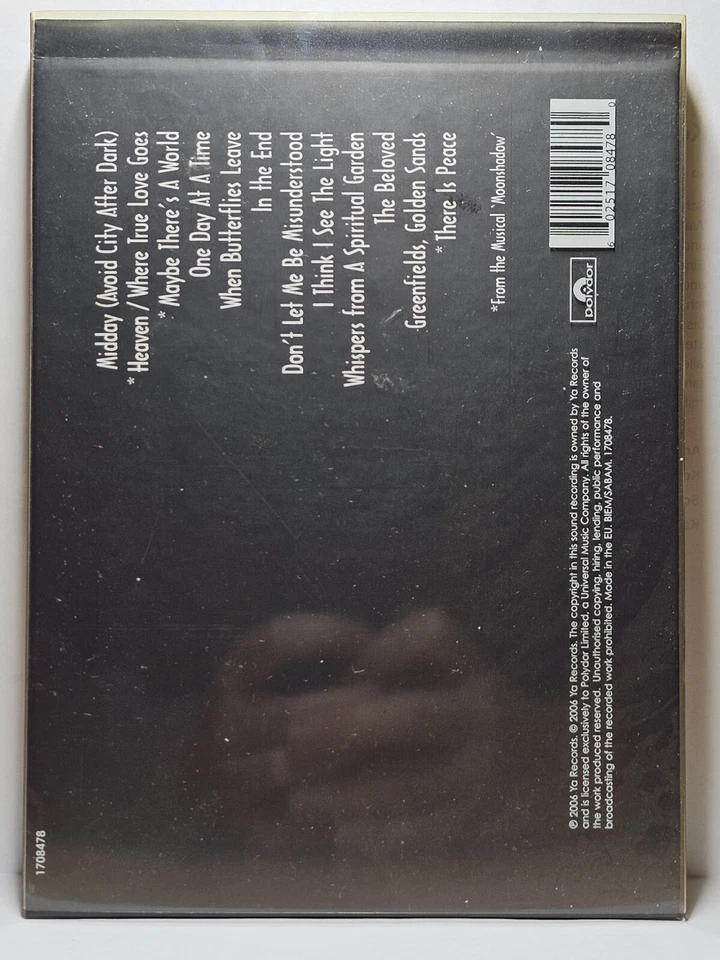 Midday (Avoid City After Dark)
* Heaven / Where True Love Goes
* Maybe There's A World
One Day At A Time
When Butterflies Leave
In the End
Don't Let Me Be Misunderstood
I Think I See The Light
Whispers from A Spiritual Garden
The Beloved
Greenfields, Golden Sands
* There Is Peace
*From the Musical 'Moonshadow'
6 02517 08478 0
polydor
℗ 2006 Ya Records. © 2006 Ya Records. The copyright in this sound recording is owned by Ya Records
and is licensed exclusively to Polydor Limited, a Universal Music Company. All rights of the owner of
the work produced reserved. Unauthorised copying, hiring, lending, public performance and
broadcasting of the recorded work prohibited. Made in the EU. BIEM/SABAM. 1708478.
1708478